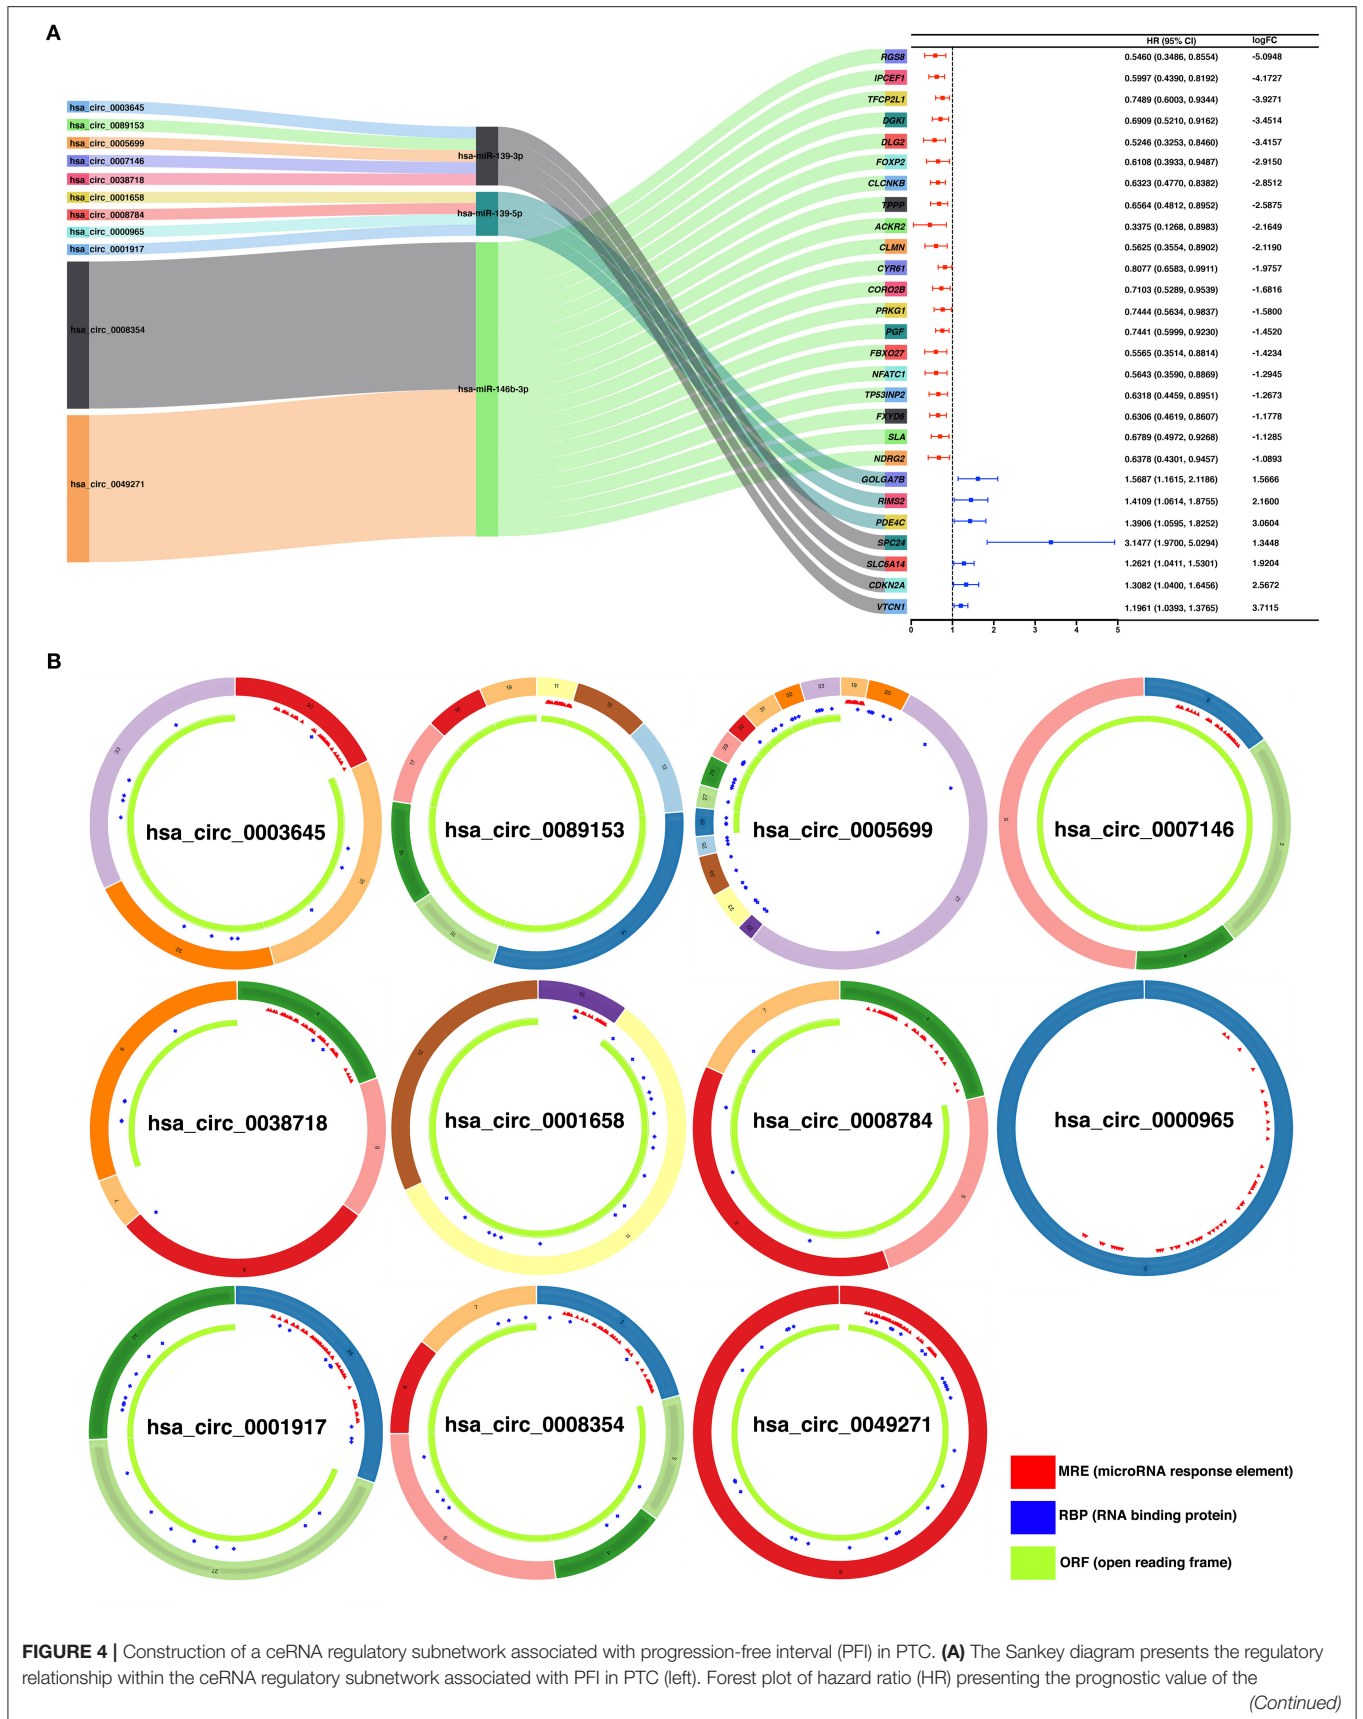 A
HR (95% CI) logFC
hsa_circ_0003645
hsa_circ_0089153
hsa_circ_0005699
hsa_circ_0007146
hsa_circ_0038718
hsa_circ_0001658
hsa_circ_0008784
hsa_circ_0000965
hsa_circ_0001917
hsa_circ_0008354
hsa_circ_0049271
hsa-miR-139-3p
hsa-miR-139-5p
hsa-miR-146b-3p
RGS8 0.5460 (0.3486, 0.8554) -5.0948
IPCEF1 0.5997 (0.4390, 0.8192) -4.1727
TFCP2L1 0.7489 (0.6003, 0.9344) -3.9271
DGKI 0.6909 (0.5210, 0.9162) -3.4514
DLG2 0.5246 (0.3253, 0.8460) -3.4157
FOXP2 0.6108 (0.3933, 0.9487) -2.9150
CLCNKB 0.6323 (0.4770, 0.8382) -2.8512
TPPP 0.6564 (0.4812, 0.8952) -2.5875
ACKR2 0.3375 (0.1268, 0.8983) -2.1649
CLMN 0.5625 (0.3554, 0.8902) -2.1190
CYR61 0.8077 (0.6583, 0.9911) -1.9757
CORO2B 0.7103 (0.5289, 0.9539) -1.6816
PRKG1 0.7444 (0.5634, 0.9837) -1.5800
PGF 0.7441 (0.5999, 0.9230) -1.4520
FBXO27 0.5565 (0.3514, 0.8814) -1.4234
NFATC1 0.5643 (0.3590, 0.8869) -1.2945
TP53INP2 0.6318 (0.4459, 0.8951) -1.2673
FXYD6 0.6306 (0.4619, 0.8607) -1.1778
SLA 0.6789 (0.4972, 0.9268) -1.1285
NDRG2 0.6378 (0.4301, 0.9457) -1.0893
GOLGA7B 1.5687 (1.1615, 2.1186) 1.5666
RIMS2 1.4109 (1.0614, 1.8755) 2.1600
PDE4C 1.3906 (1.0595, 1.8252) 3.0604
SPC24 3.1477 (1.9700, 5.0294) 1.3448
SLC6A14 1.2621 (1.0411, 1.5301) 1.9204
CDKN2A 1.3082 (1.0400, 1.6456) 2.5672
VTCN1 1.1961 (1.0393, 1.3765) 3.7115
0 1 2 3 4 5
B
hsa_circ_0003645 hsa_circ_0089153 hsa_circ_0005699 hsa_circ_0007146
hsa_circ_0038718 hsa_circ_0001658 hsa_circ_0008784 hsa_circ_0000965
hsa_circ_0001917 hsa_circ_0008354 hsa_circ_0049271
MRE (microRNA response element)
RBP (RNA binding protein)
ORF (open reading frame)
FIGURE 4 | Construction of a ceRNA regulatory subnetwork associated with progression-free interval (PFI) in PTC. (A) The Sankey diagram presents the regulatory
relationship within the ceRNA regulatory subnetwork associated with PFI in PTC (left). Forest plot of hazard ratio (HR) presenting the prognostic value of the
(Continued)